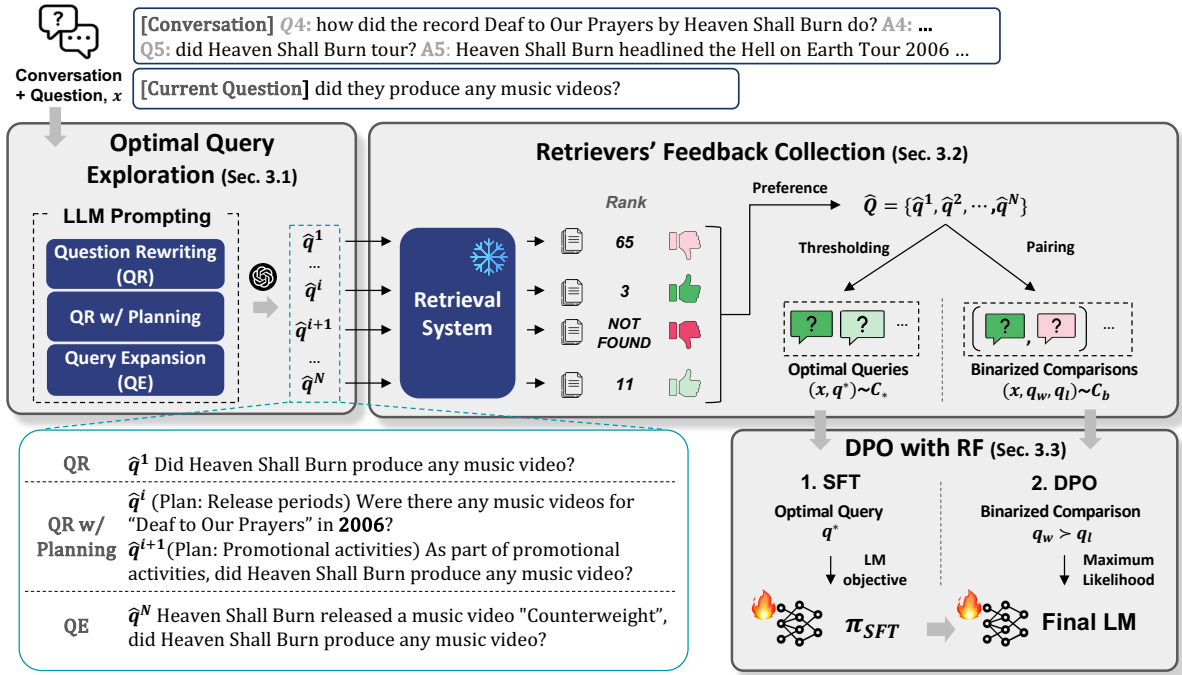 [Conversation] Q4: how did the record Deaf to Our Prayers by Heaven Shall Burn do? A4: ...
Q5: did Heaven Shall Burn tour? A5: Heaven Shall Burn headlined the Hell on Earth Tour 2006 ...
Conversation
+ Question, x
[Current Question] did they produce any music videos?
Optimal Query
Exploration (Sec. 3.1)
LLM Prompting
Question Rewriting
(QR)
QR w/ Planning
Query Expansion
(QE)
q̂¹
...
q̂ⁱ
q̂ⁱ⁺¹
...
q̂ᴺ
Retrievers' Feedback Collection (Sec. 3.2)
Retrieval
System
Rank
65
3
NOT
FOUND
11
Preference
Q̂ = {q̂¹, q̂², ⋯, q̂ᴺ}
Thresholding
Pairing
? ? ...
( ? , ? ) ...
Optimal Queries
(x, q*)~C*
Binarized Comparisons
(x, q_w, q_l)~C_b
QR
q̂¹ Did Heaven Shall Burn produce any music video?
QR w/
Planning
q̂ⁱ (Plan: Release periods) Were there any music videos for
"Deaf to Our Prayers" in 2006?
q̂ⁱ⁺¹(Plan: Promotional activities) As part of promotional
activities, did Heaven Shall Burn produce any music video?
QE
q̂ᴺ Heaven Shall Burn released a music video "Counterweight",
did Heaven Shall Burn produce any music video?
DPO with RF (Sec. 3.3)
1. SFT
Optimal Query
q*
LM
objective
π_SFT
2. DPO
Binarized Comparison
q_w ≻ q_l
Maximum
Likelihood
Final LM